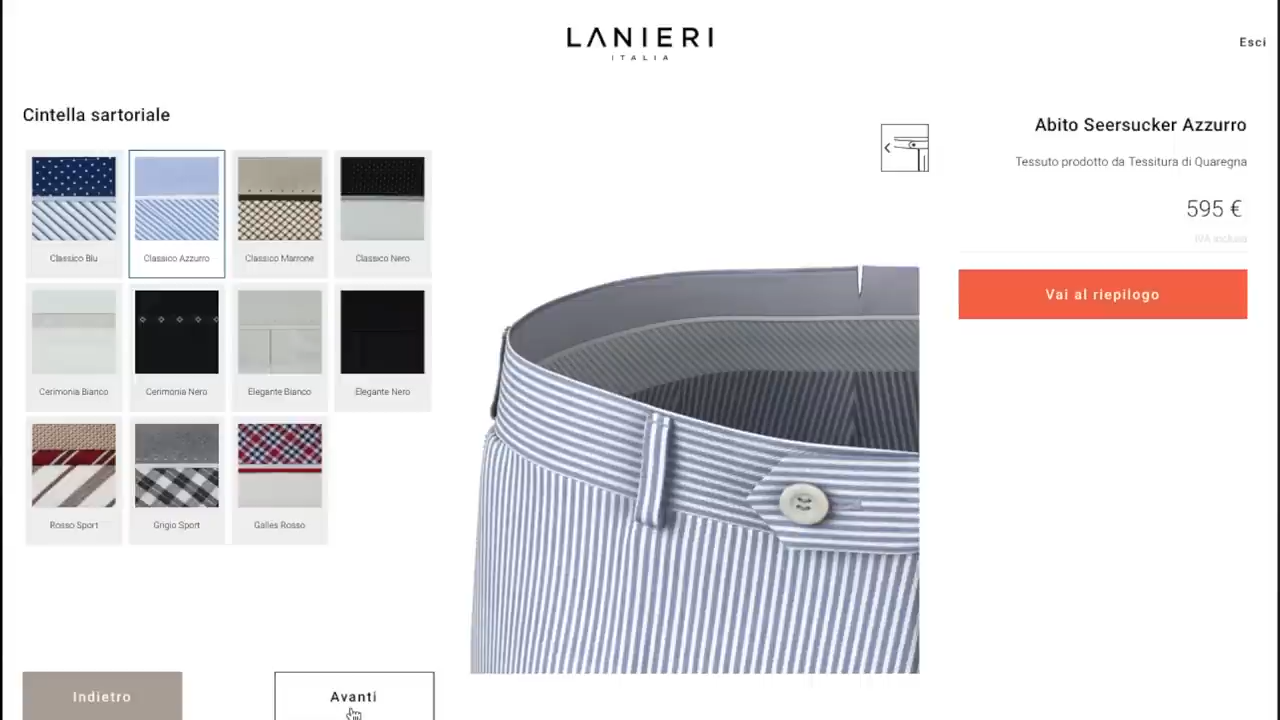 LANIERI
ITALIA
Esci
Cintella sartoriale
Classico Blu
Classico Azzurro
Classico Marrone
Classico Nero
Cerimonia Bianco
Cerimonia Nero
Elegante Bianco
Elegante Nero
Rosso Sport
Grigio Sport
Galles Rosso
Indietro
Avanti
Abito Seersucker Azzurro
Tessuto prodotto da Tessitura di Quaregna
595 €
IVA inclusa
Vai al riepilogo